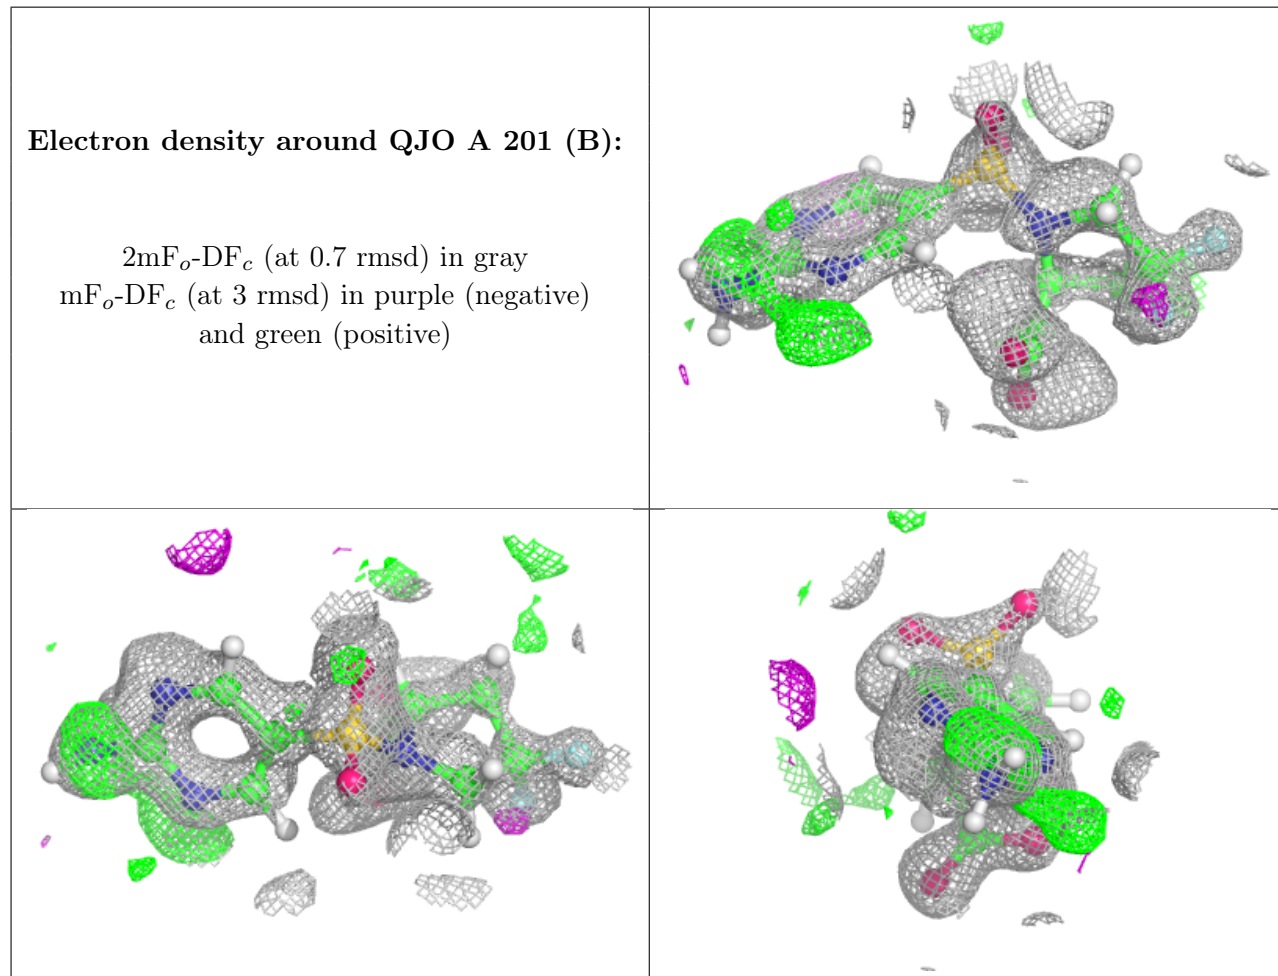 Electron density around QJO A 201 (B):
2mFo-DFc (at 0.7 rmsd) in gray
mFo-DFc (at 3 rmsd) in purple (negative)
and green (positive)